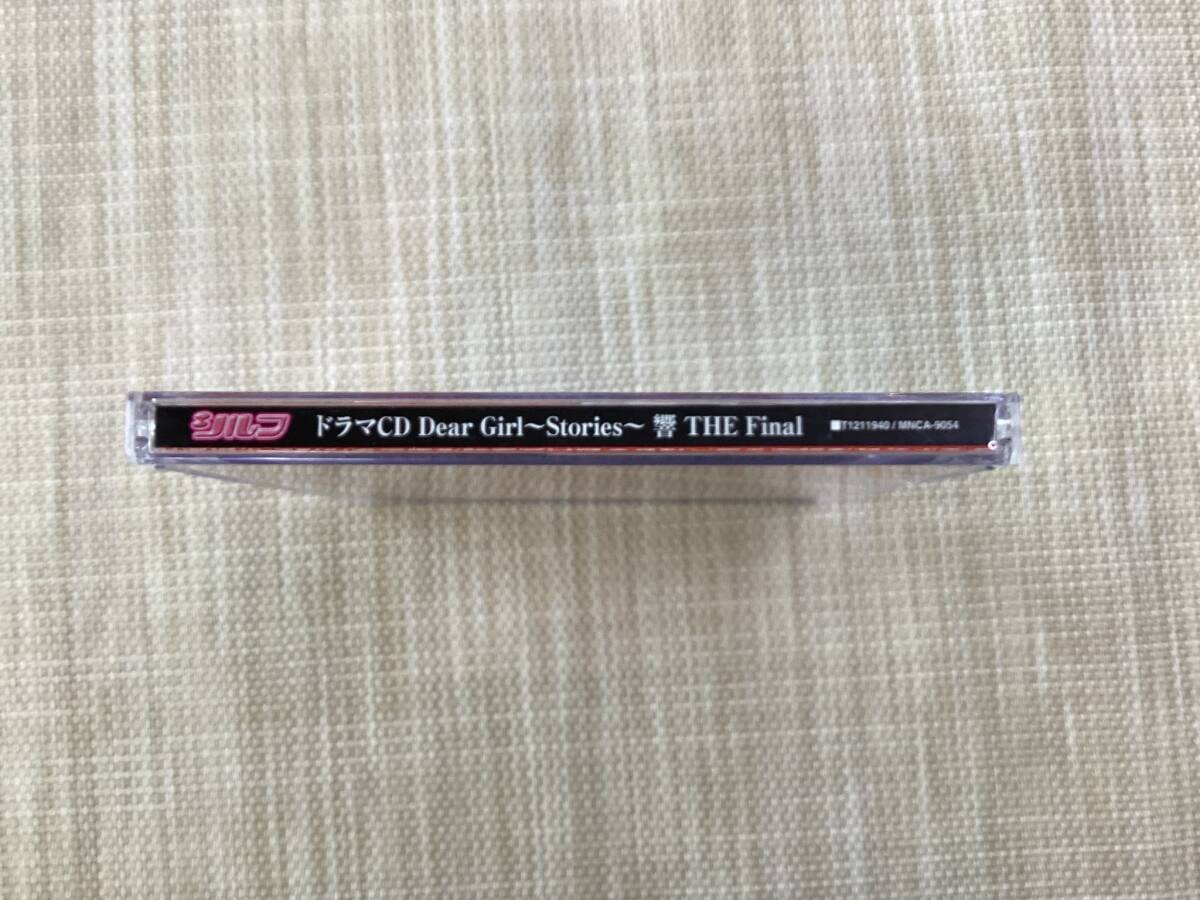 シルフ ドラマCD Dear Girl～Stories～ 響 THE Final ■T1211940 / MNCA-9054